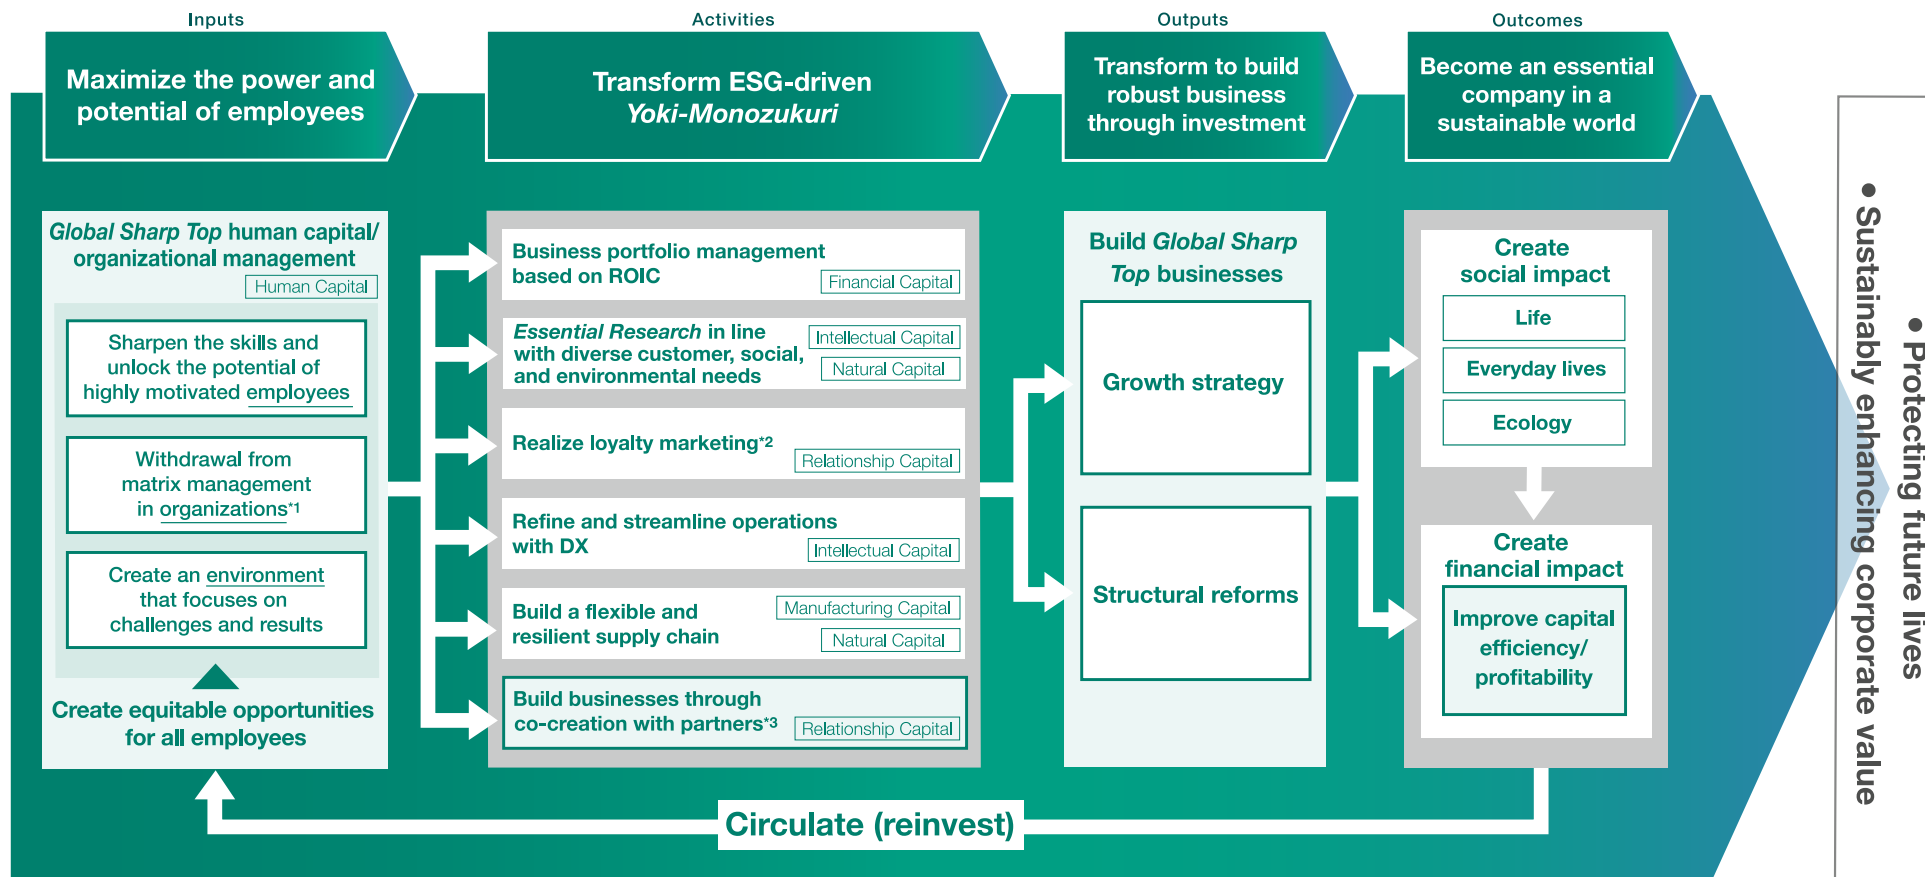 Inputs
Maximize the power and
potential of employees
Global Sharp Top human capital/
organizational management
Human Capital
Sharpen the skills and
unlock the potential of
highly motivated employees
Withdrawal from
matrix management
in organizations*1
Create an environment
that focuses on
challenges and results
Create equitable opportunities
for all employees
Activities
Transform ESG-driven
Yoki-Monozukuri
Business portfolio management
based on ROIC
Financial Capital
Essential Research in line
with diverse customer, social,
and environmental needs
Intellectual Capital
Natural Capital
Realize loyalty marketing*2
Relationship Capital
Refine and streamline operations
with DX
Intellectual Capital
Build a flexible and
resilient supply chain
Manufacturing Capital
Natural Capital
Build businesses through
co-creation with partners*3
Relationship Capital
Outputs
Transform to build
robust business
through investment
Build Global Sharp
Top businesses
Growth strategy
Structural reforms
Outcomes
Become an essential
company in a
sustainable world
Create
social impact
Life
Everyday lives
Ecology
Create
financial impact
Improve capital
efficiency/
profitability
Circulate (reinvest)
● Protecting future lives
● Sustainably enhancing corporate value